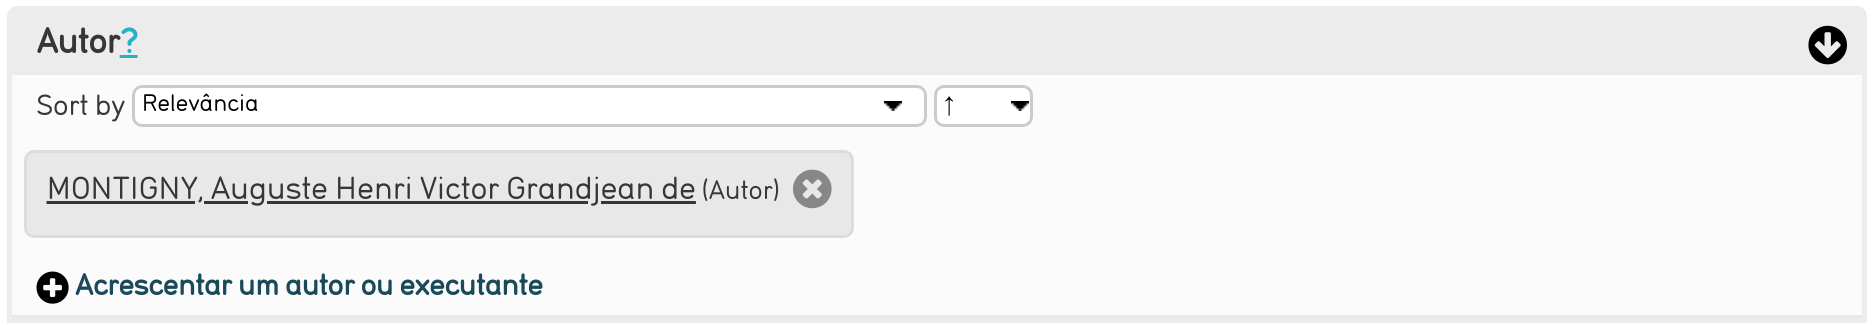 Autor?
Sort by Relevância ↑
MONTIGNY, Auguste Henri Victor Grandjean de (Autor)
Acrescentar um autor ou executante